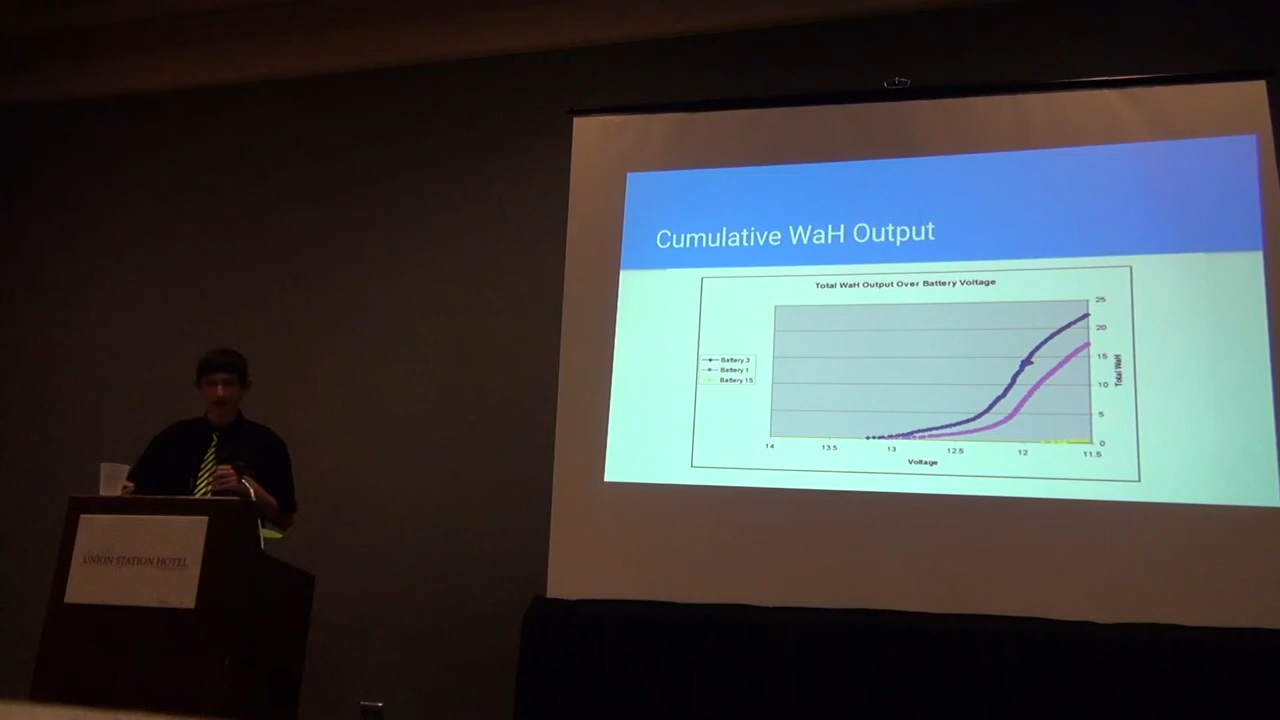 Cumulative WaH Output
Total WaH Output Over Battery Voltage
25
20
15
10
5
0
Total WaH
Battery 3
Battery 1
Battery 15
14
13.5
13
12.5
12
11.5
Voltage
UNION STATION HOTEL